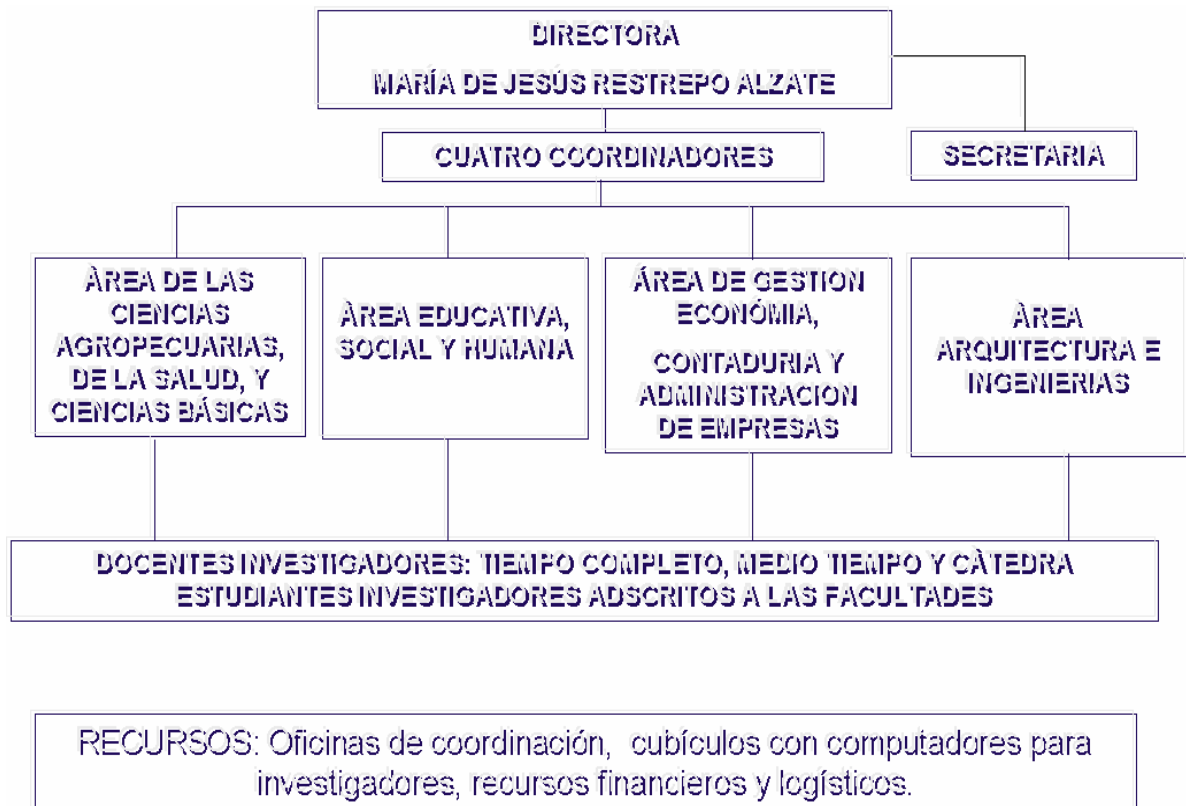 DIRECTORA
MARÍA DE JESÚS RESTREPO ALZATE
CUATRO COORDINADORES
SECRETARIA
ÀREA DE LAS
CIENCIAS
AGROPECUARIAS,
DE LA SALUD, Y
CIENCIAS BÁSICAS
ÀREA EDUCATIVA,
SOCIAL Y HUMANA
ÁREA DE GESTION
ECONÓMIA,
CONTADURIA Y
ADMINISTRACION
DE EMPRESAS
ÀREA
ARQUITECTURA E
INGENIERIAS
DOCENTES INVESTIGADORES: TIEMPO COMPLETO, MEDIO TIEMPO Y CÀTEDRA
ESTUDIANTES INVESTIGADORES ADSCRITOS A LAS FACULTADES
RECURSOS: Oficinas de coordinación, cubículos con computadores para
investigadores, recursos financieros y logísticos.